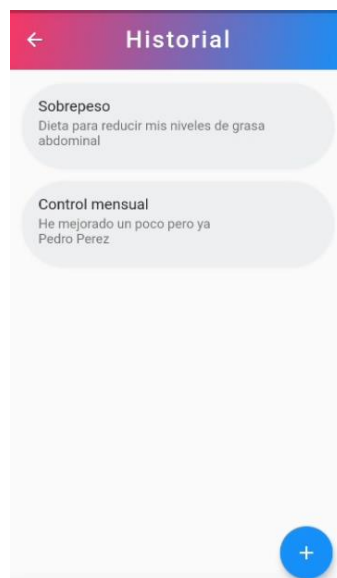 Historial
Sobrepeso
Dieta para reducir mis niveles de grasa
abdominal
Control mensual
He mejorado un poco pero ya
Pedro Perez